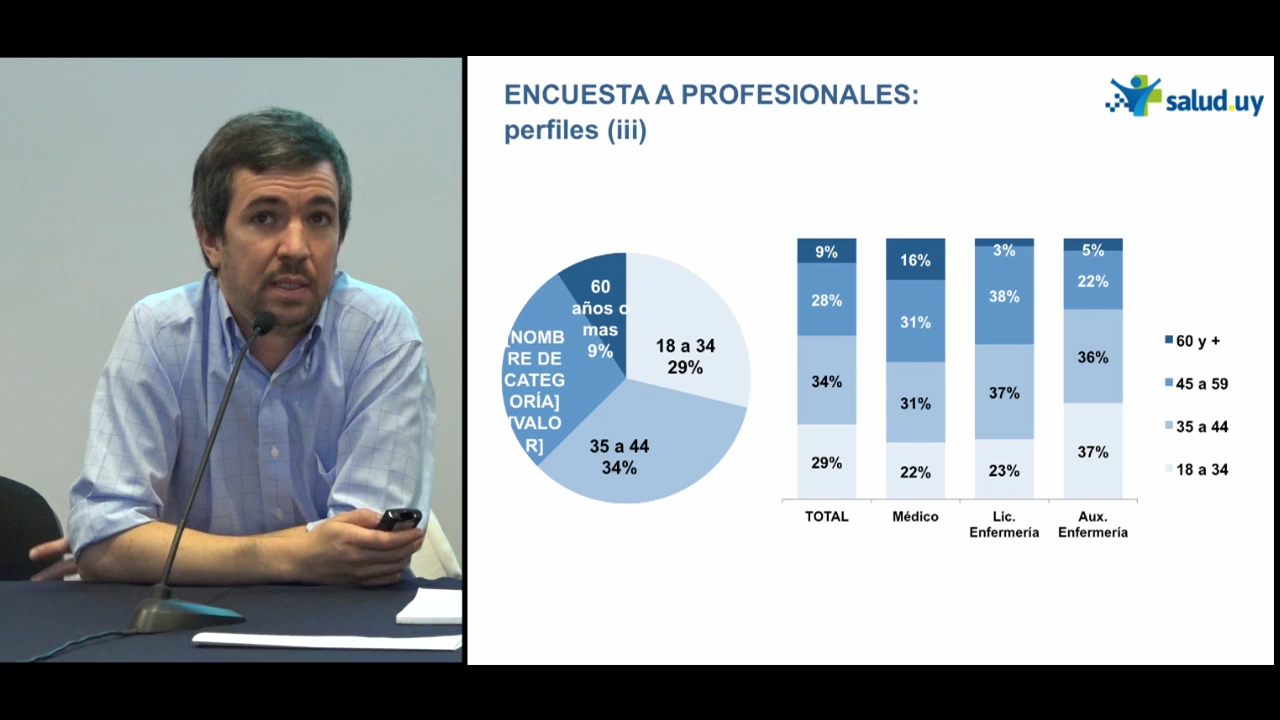 ENCUESTA A PROFESIONALES:
perfiles (iii)
salud.uy
60
años o
mas
9%
18 a 34
29%
[NOMB
RE DE
CATEG
ORÍA]
[VALO
R]
35 a 44
34%
9%
28%
34%
29%
TOTAL
16%
31%
31%
22%
Médico
3%
38%
37%
23%
Lic.
Enfermería
5%
22%
36%
37%
Aux.
Enfermería
60 y +
45 a 59
35 a 44
18 a 34